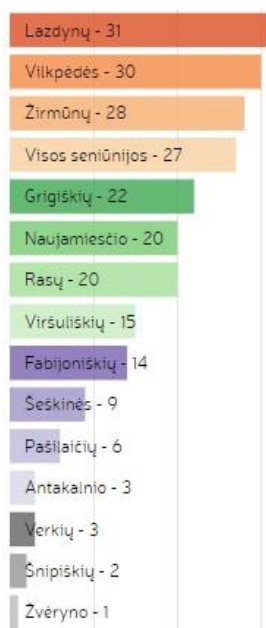 Lazdynų - 31
Vilkpėdės - 30
Žirmūnų - 28
Visos seniūnijos - 27
Grigiškių - 22
Naujamiesčio - 20
Rasų - 20
Viršuliškių - 15
Fabijoniškių - 14
Šeškinės - 9
Pašilaičių - 6
Antakalnio - 3
Verkių - 3
Šnipiškių - 2
Žvėryno - 1